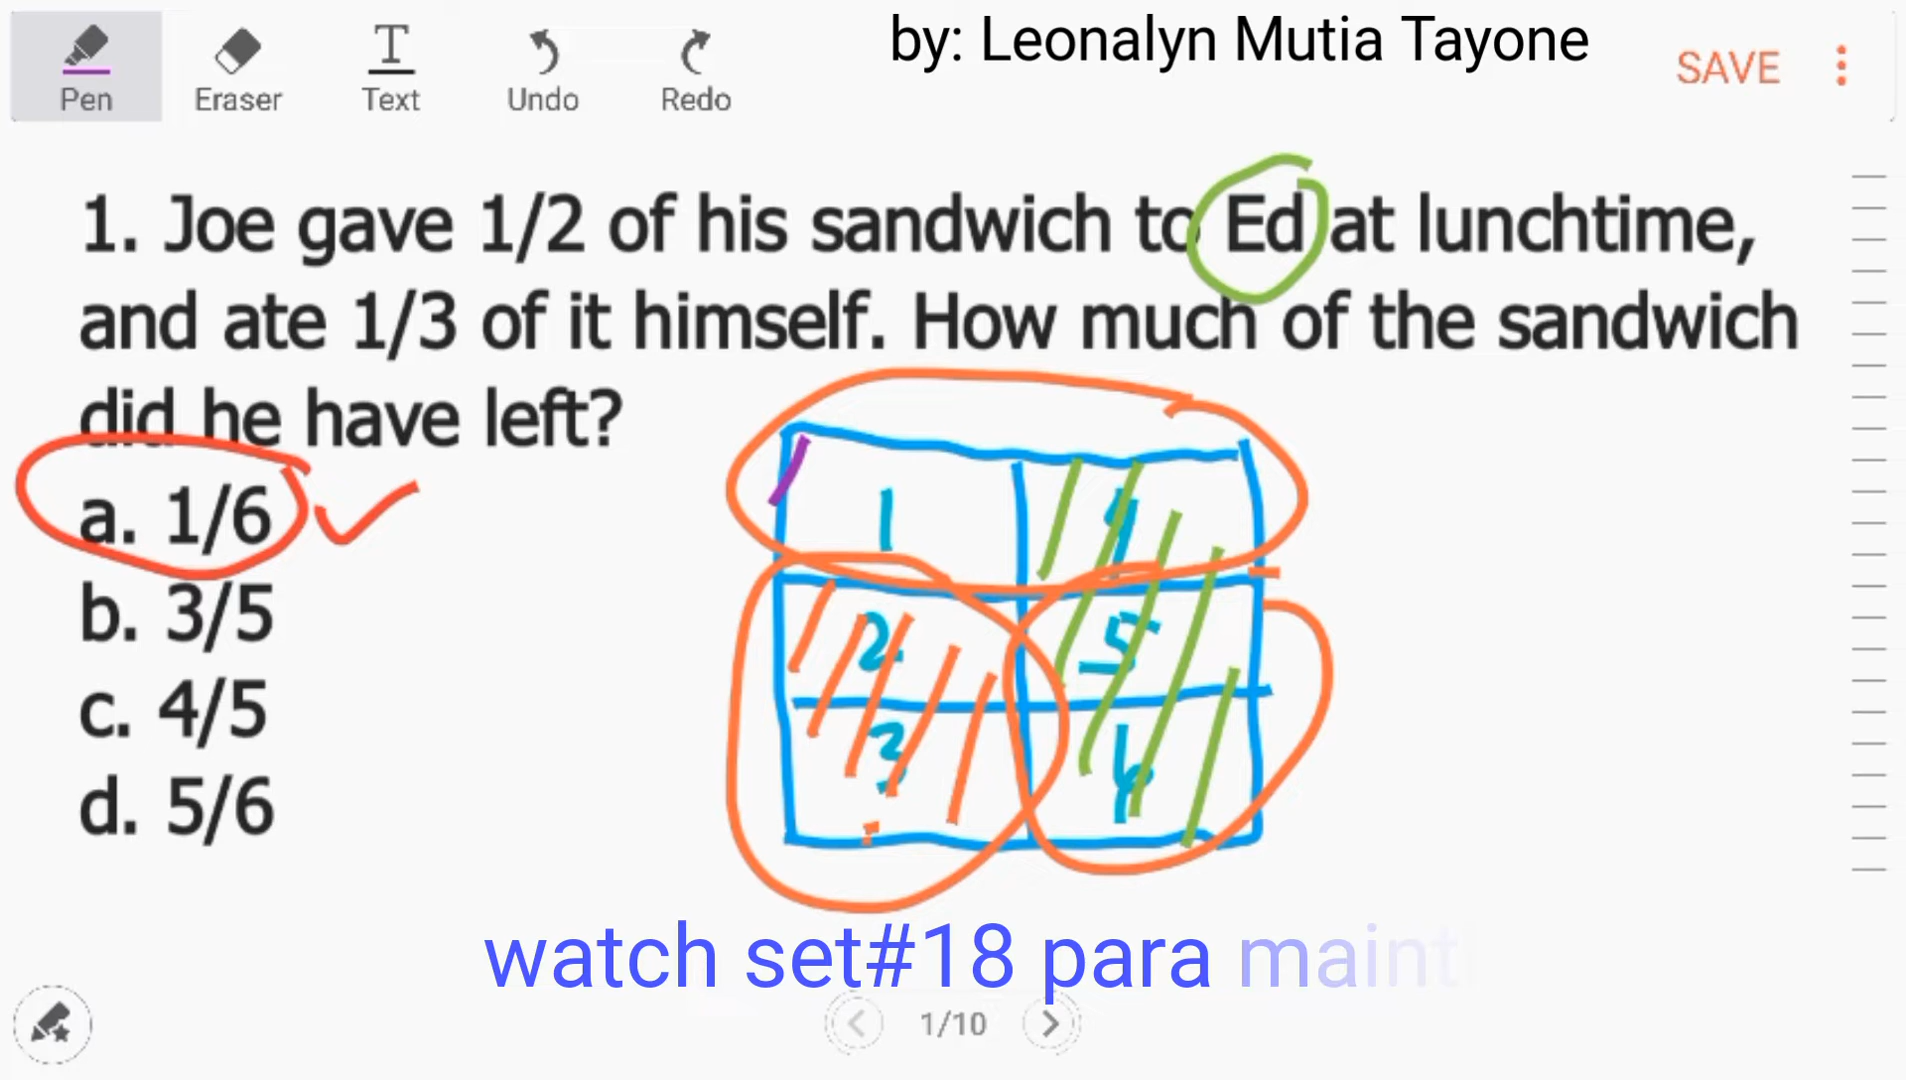 by: Leonalyn Mutia Tayone
Pen
Eraser
Text
Undo
Redo
SAVE
1. Joe gave 1/2 of his sandwich to Ed at lunchtime,
and ate 1/3 of it himself. How much of the sandwich
did he have left?
a. 1/6
b. 3/5
c. 4/5
d. 5/6
1 4
2 5
3 6
watch set#18 para maint
1/10